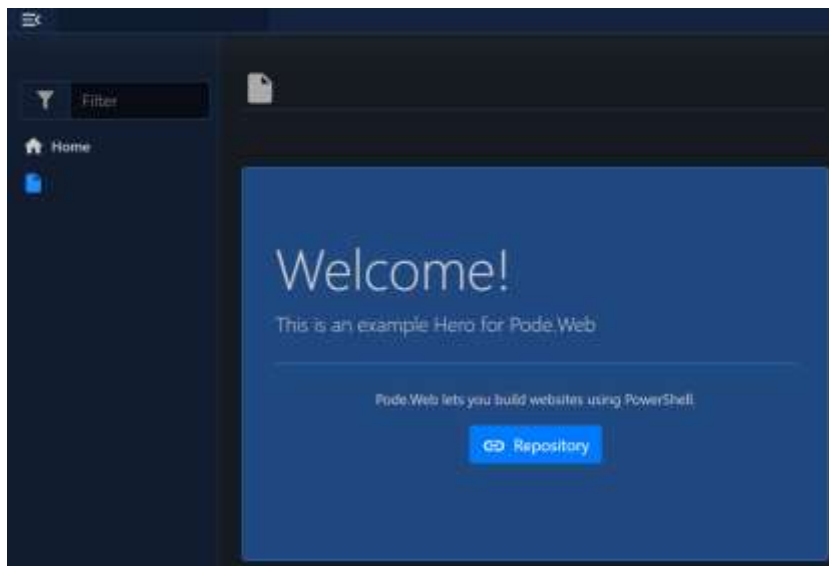 Filter
Home
Welcome!
This is an example Hero for Pode.Web
Pode.Web lets you build websites using PowerShell
Repository